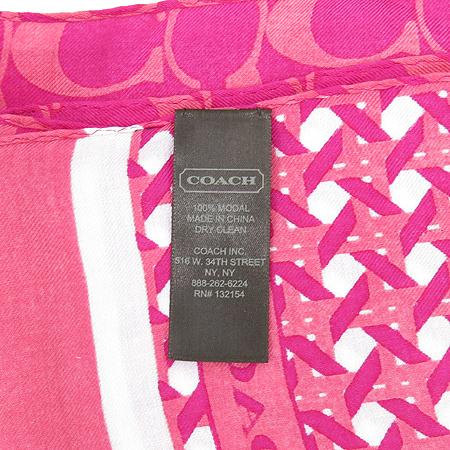 COACH
100% MODAL
MADE IN CHINA
DRY CLEAN
COACH INC.
516 W. 34TH STREET
NY, NY
888-262-6224
RN# 132154